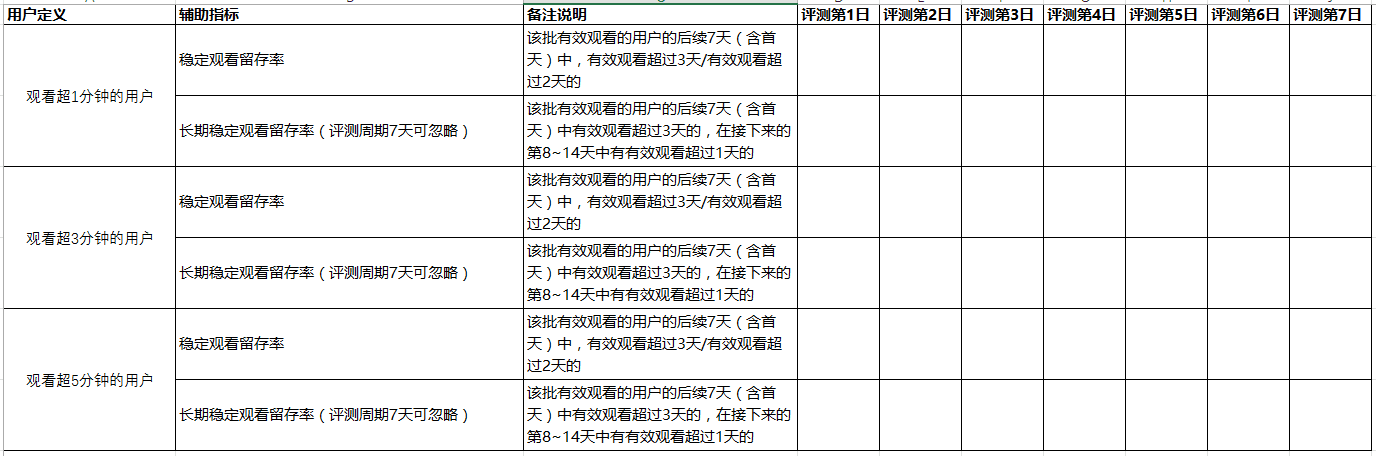 用户定义 辅助指标 备注说明 评测第1日 评测第2日 评测第3日 评测第4日 评测第5日 评测第6日 评测第7日
观看超1分钟的用户
稳定观看留存率
该批有效观看的用户的后续7天（含首
天）中，有效观看超过3天/有效观看超
过2天的
长期稳定观看留存率（评测周期7天可忽略）
该批有效观看的用户的后续7天（含首
天）中有效观看超过3天的，在接下来的
第8~14天中有有效观看超过1天的
观看超3分钟的用户
稳定观看留存率
该批有效观看的用户的后续7天（含首
天）中，有效观看超过3天/有效观看超
过2天的
长期稳定观看留存率（评测周期7天可忽略）
该批有效观看的用户的后续7天（含首
天）中有效观看超过3天的，在接下来的
第8~14天中有有效观看超过1天的
观看超5分钟的用户
稳定观看留存率
该批有效观看的用户的后续7天（含首
天）中，有效观看超过3天/有效观看超
过2天的
长期稳定观看留存率（评测周期7天可忽略）
该批有效观看的用户的后续7天（含首
天）中有效观看超过3天的，在接下来的
第8~14天中有有效观看超过1天的